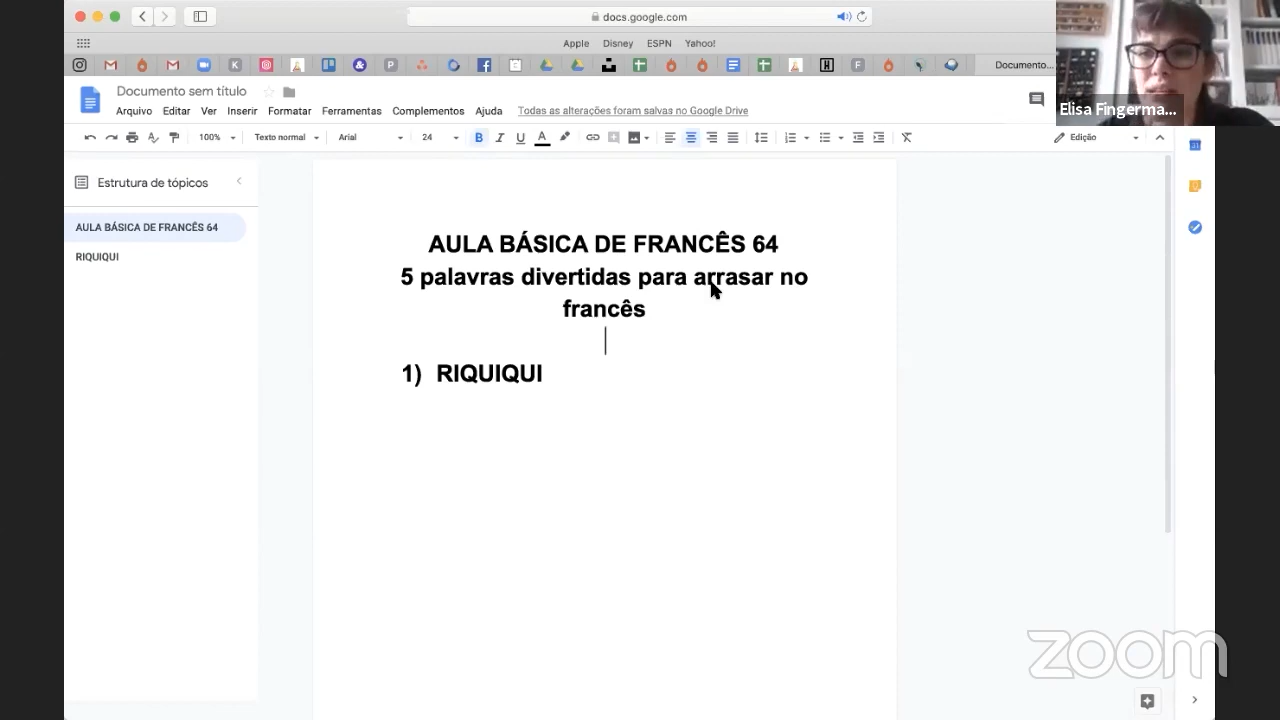 docs.google.com
Apple Disney ESPN Yahoo!
Documento...
Documento sem título
Arquivo Editar Ver Inserir Formatar Ferramentas Complementos Ajuda Todas as alterações foram salvas no Google Drive
Elisa Fingerma...
100% Texto normal Arial 24 B I U A Edição
Estrutura de tópicos
AULA BÁSICA DE FRANCÊS 64
RIQUIQUI
AULA BÁSICA DE FRANCÊS 64
5 palavras divertidas para arrasar no
francês
1) RIQUIQUI
zoom